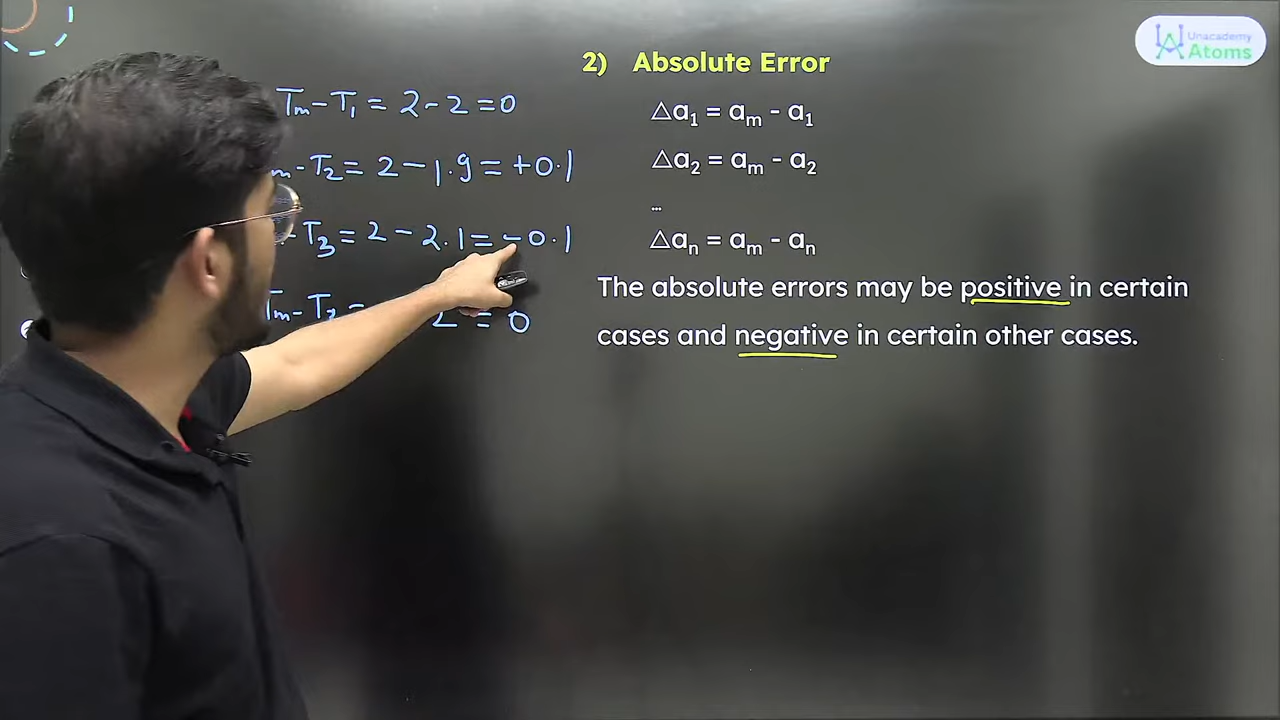 Unacademy
Atoms
2) Absolute Error
Tm-T1 = 2-2 = 0
m-T2 = 2-1.9 = +0.1
-T3 = 2-2.1 = -0.1
Tm-T3 = 2 = 0
△a1 = am - a1
△a2 = am - a2
...
△an = am - an
The absolute errors may be positive in certain
cases and negative in certain other cases.